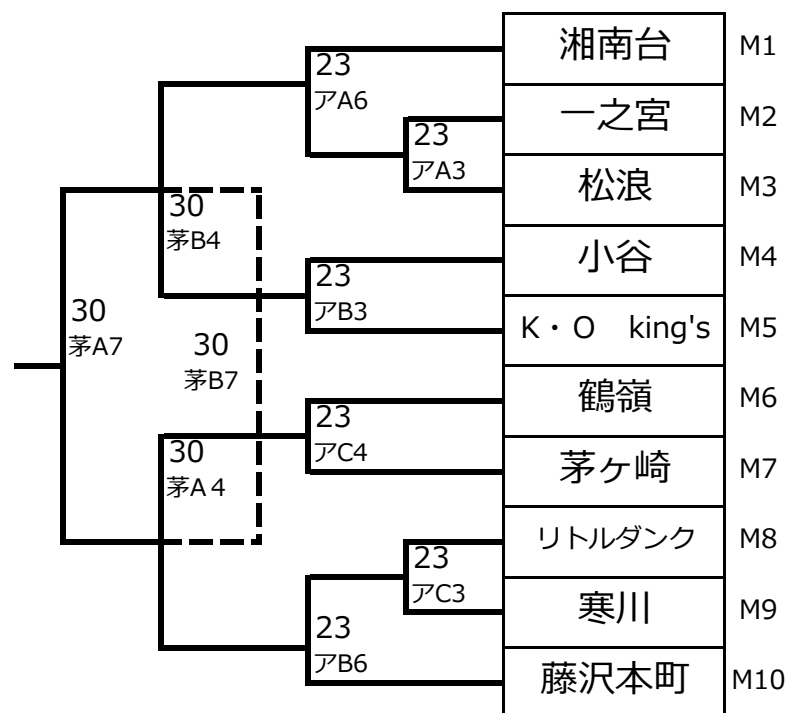 湘南台 M1
23
アA6
一之宮 M2
23
アA3
松浪 M3
30
茅B4
小谷 M4
23
アB3
K・O　king's M5
30
茅A7
30
茅B7
鶴嶺 M6
23
アC4
茅ヶ崎 M7
30
茅A４
リトルダンク M8
23
アC3
寒川 M9
23
アB6
藤沢本町 M10